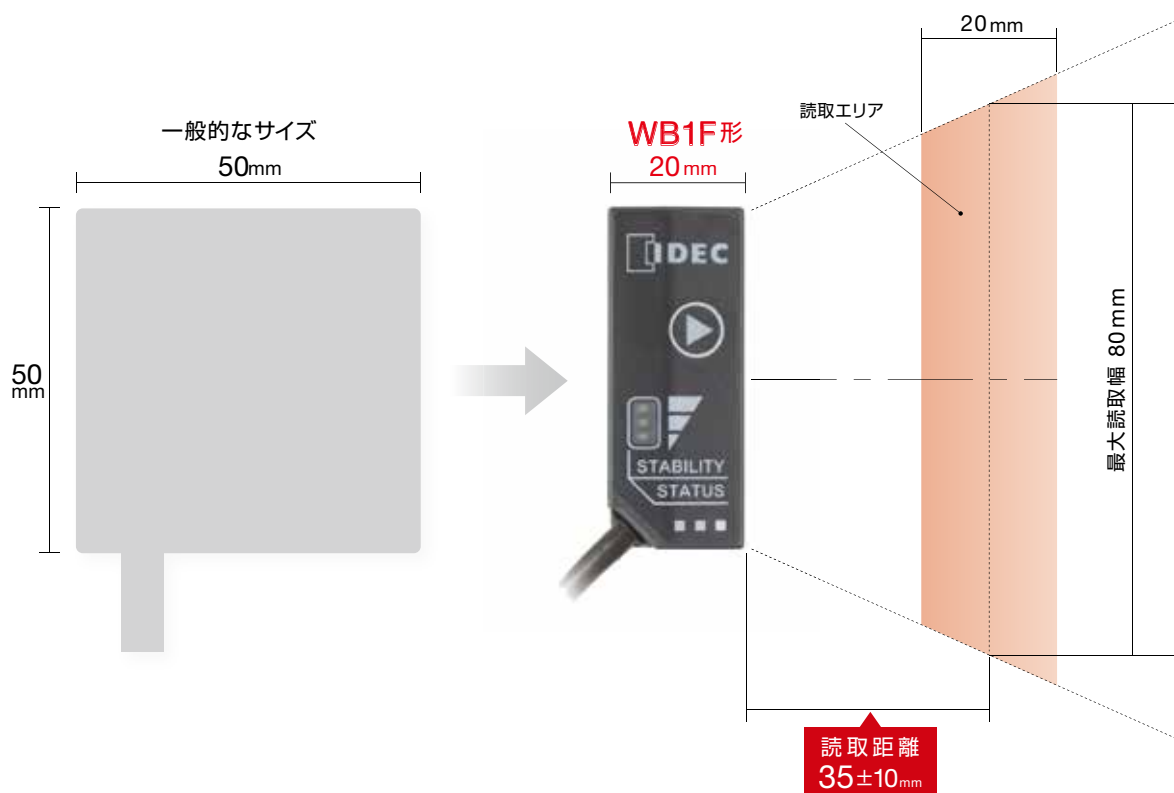 一般的なサイズ
50mm
50
mm
WB1F形
20mm
IDEC
STABILITY
STATUS
20mm
読取エリア
最大読取幅 80mm
読取距離
35±10mm